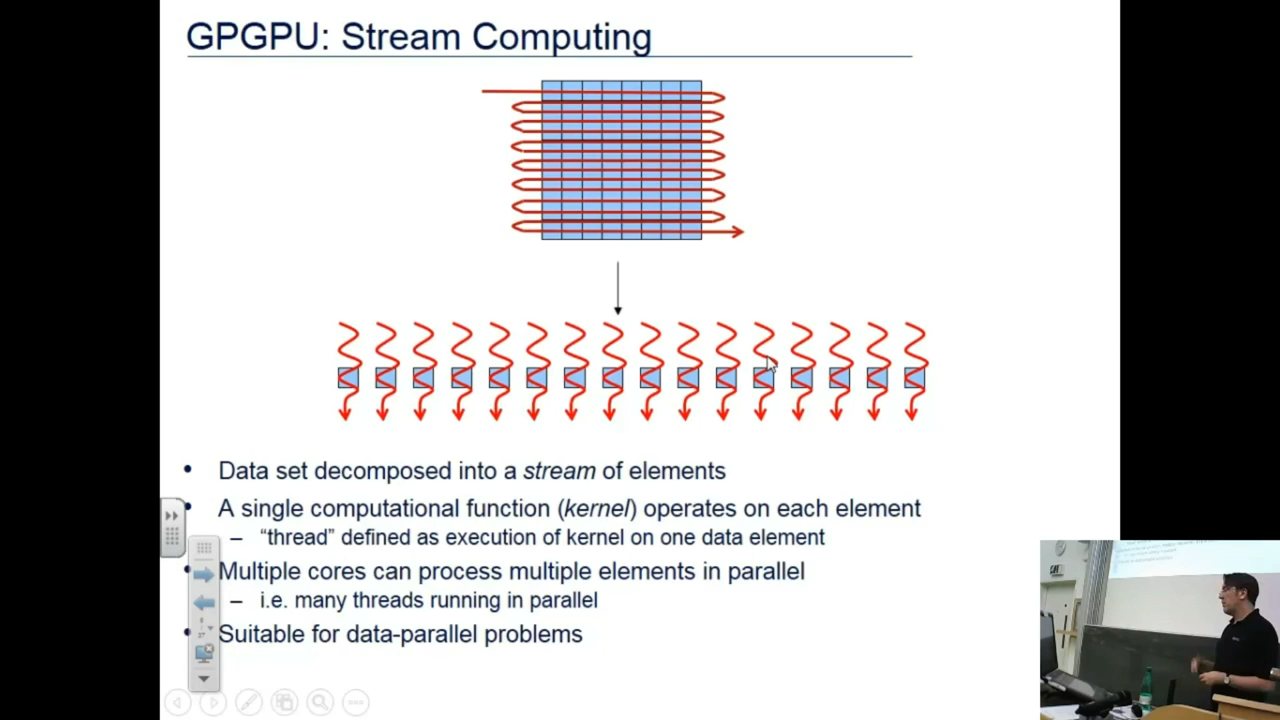 GPGPU: Stream Computing
• Data set decomposed into a stream of elements
• A single computational function (kernel) operates on each element
– “thread” defined as execution of kernel on one data element
• Multiple cores can process multiple elements in parallel
– i.e. many threads running in parallel
• Suitable for data-parallel problems